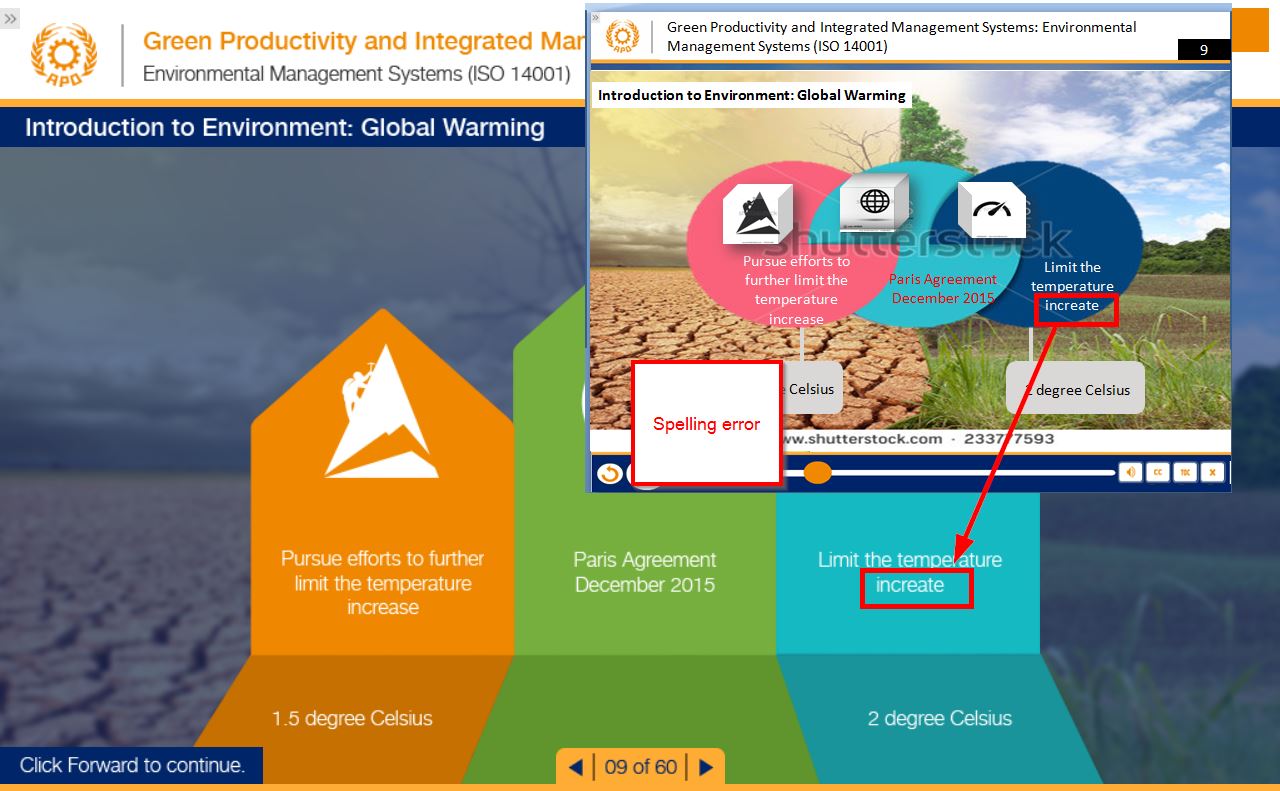 Green Productivity and Integrated Mar
Environmental Management Systems (ISO 14001)
APO
Introduction to Environment: Global Warming
Pursue efforts to further
limit the temperature
increase
1.5 degree Celsius
Paris Agreement
December 2015
Limit the temperature
increate
2 degree Celsius
Click Forward to continue.
09 of 60
Green Productivity and Integrated Management Systems: Environmental
Management Systems (ISO 14001)
9
Introduction to Environment: Global Warming
shutterstock
Pursue efforts to
further limit the
temperature
increase
Paris Agreement
December 2015
Limit the
temperature
increate
Celsius
2 degree Celsius
Spelling error
www.shutterstock.com · 233777593
CC
TOC
X